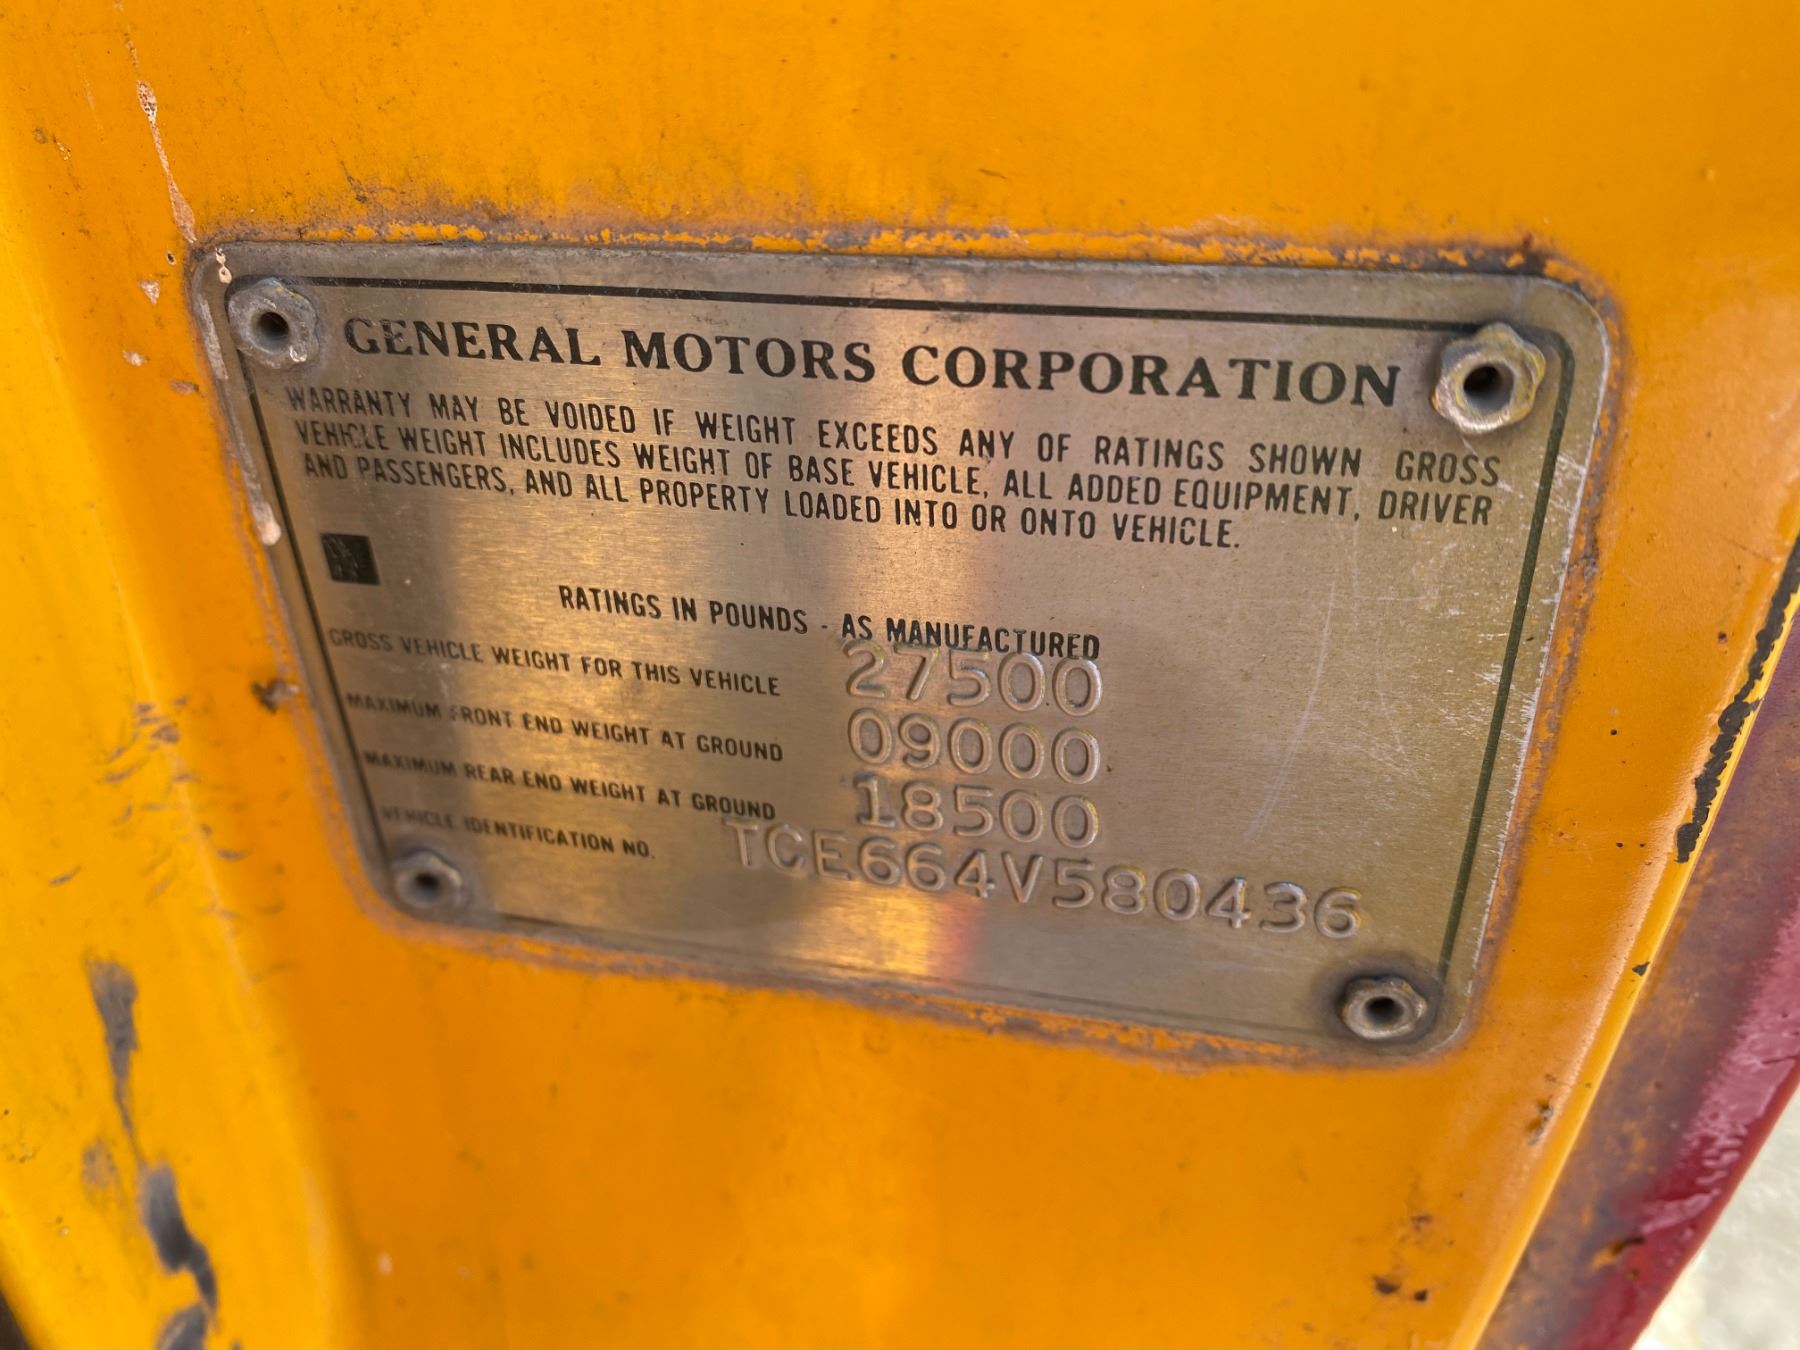 GENERAL MOTORS CORPORATION
WARRANTY MAY BE VOIDED IF WEIGHT EXCEEDS ANY OF RATINGS SHOWN GROSS
VEHICLE WEIGHT INCLUDES WEIGHT OF BASE VEHICLE, ALL ADDED EQUIPMENT, DRIVER
AND PASSENGERS, AND ALL PROPERTY LOADED INTO OR ONTO VEHICLE.
RATINGS IN POUNDS - AS MANUFACTURED
GROSS VEHICLE WEIGHT FOR THIS VEHICLE 27500
MAXIMUM FRONT END WEIGHT AT GROUND 09000
MAXIMUM REAR END WEIGHT AT GROUND 18500
VEHICLE IDENTIFICATION NO. TCE664V580436